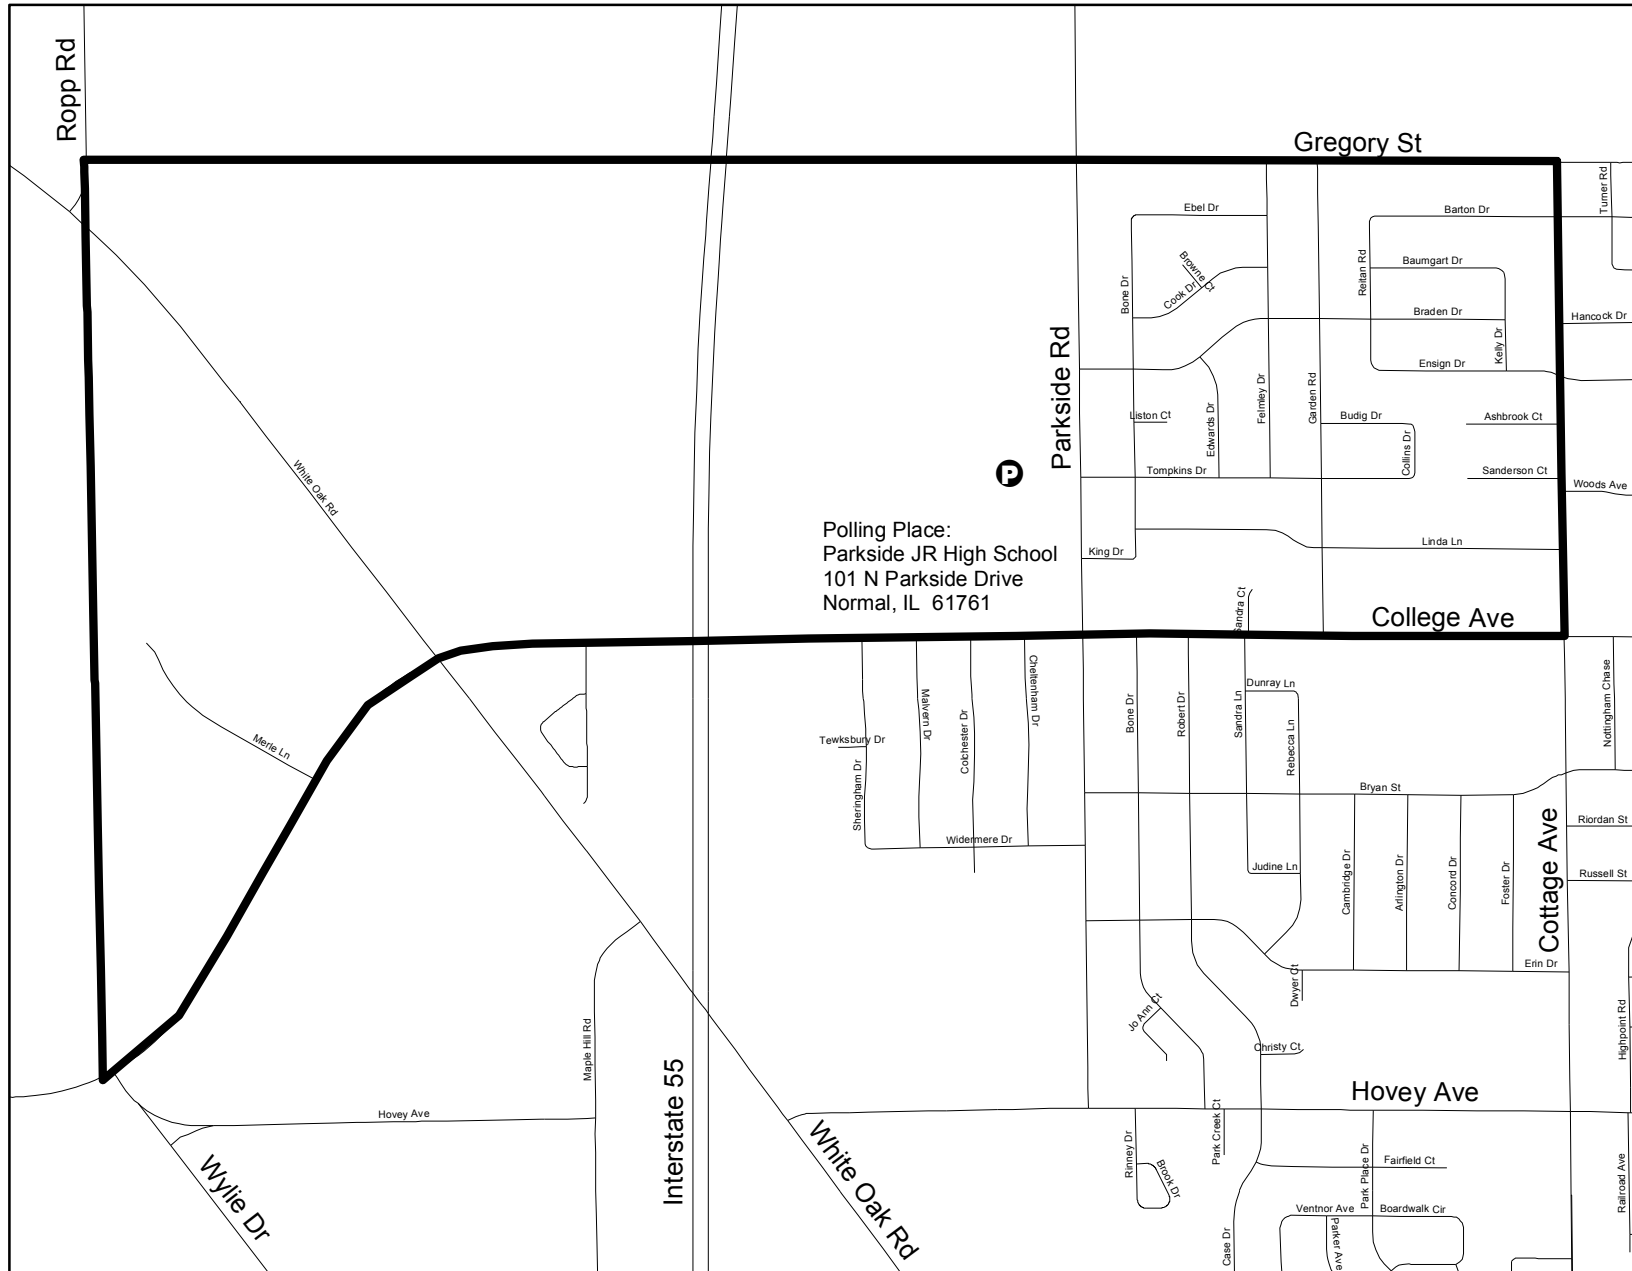 Ropp Rd
Gregory St
Turner Rd
Ebel Dr
Barton Dr
Browne Ct
Reitan Rd
Baumgart Dr
Bone Dr
Cook Dr
Braden Dr
Hancock Dr
Parkside Rd
Kelly Dr
Ensign Dr
Felmley Dr
Garden Rd
Liston Ct
Edwards Dr
Budig Dr
Ashbrook Ct
Collins Dr
White Oak Rd
P
Tompkins Dr
Sanderson Ct
Woods Ave
Polling Place:
Parkside JR High School
101 N Parkside Drive
Normal, IL 61761
King Dr
Linda Ln
Sandra Ct
College Ave
Merle Ln
Tewksbury Dr
Sheringham Dr
Malvern Dr
Colchester Dr
Cheltenham Dr
Widermere Dr
Bone Dr
Robert Dr
Sandra Ln
Dunray Ln
Rebecca Ln
Nottingham Chase
Bryan St
Riordan St
Judine Ln
Cambridge Dr
Arlington Dr
Concord Dr
Foster Dr
Cottage Ave
Russell St
Erin Dr
Dwyer Ct
Jo Ann Ct
Christy Ct
Highpoint Rd
Maple Hill Rd
Interstate 55
Hovey Ave
Hovey Ave
Wylie Dr
White Oak Rd
Rinney Dr
Brook Dr
Park Creek Ct
Park Place Dr
Fairfield Ct
Railroad Ave
Case Dr
Ventnor Ave
Boardwalk Cir
Parker Ave